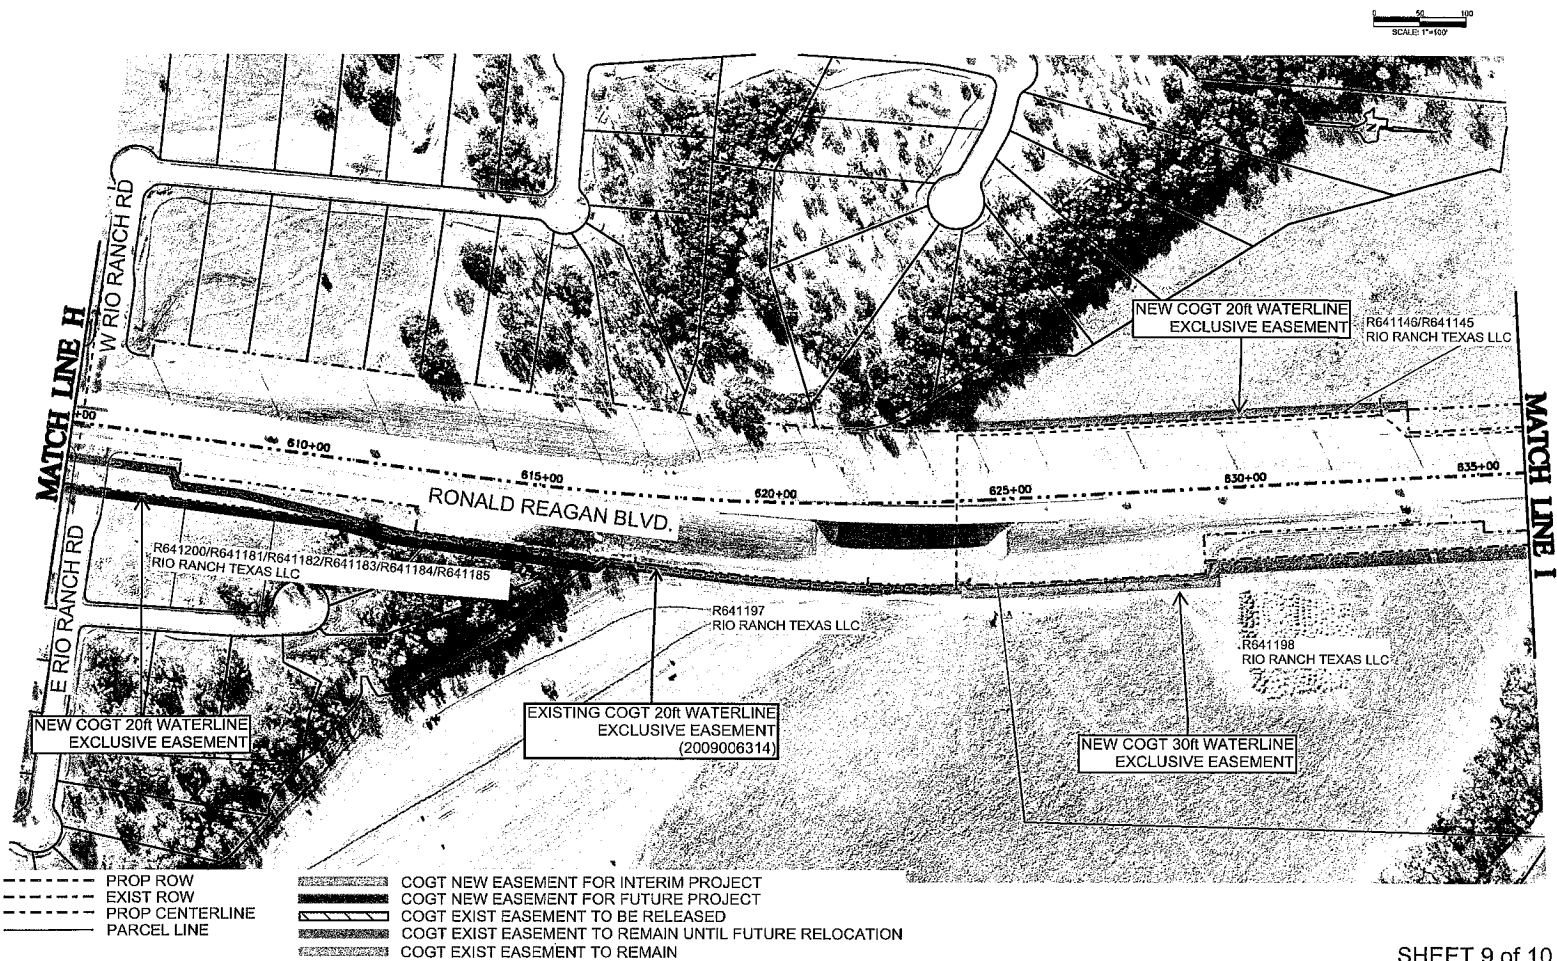 0 50 100
SCALE: 1"=100'
W RIO RANCH RD
MATCH LINE H
NEW COGT 20ft WATERLINE
EXCLUSIVE EASEMENT
R641146/R641145
RIO RANCH TEXAS LLC
MATCH LINE I
+00
610+00
615+00
620+00
625+00
630+00
635+00
RONALD REAGAN BLVD.
E RIO RANCH RD
R641200/R641181/R641182/R641183/R641184/R641185
RIO RANCH TEXAS LLC
R641197
RIO RANCH TEXAS LLC
R641198
RIO RANCH TEXAS LLC
NEW COGT 20ft WATERLINE
EXCLUSIVE EASEMENT
EXISTING COGT 20ft WATERLINE
EXCLUSIVE EASEMENT
(2009006314)
NEW COGT 30ft WATERLINE
EXCLUSIVE EASEMENT
PROP ROW
EXIST ROW
PROP CENTERLINE
PARCEL LINE
COGT NEW EASEMENT FOR INTERIM PROJECT
COGT NEW EASEMENT FOR FUTURE PROJECT
COGT EXIST EASEMENT TO BE RELEASED
COGT EXIST EASEMENT TO REMAIN UNTIL FUTURE RELOCATION
COGT EXIST EASEMENT TO REMAIN
SHEET 9 of 10